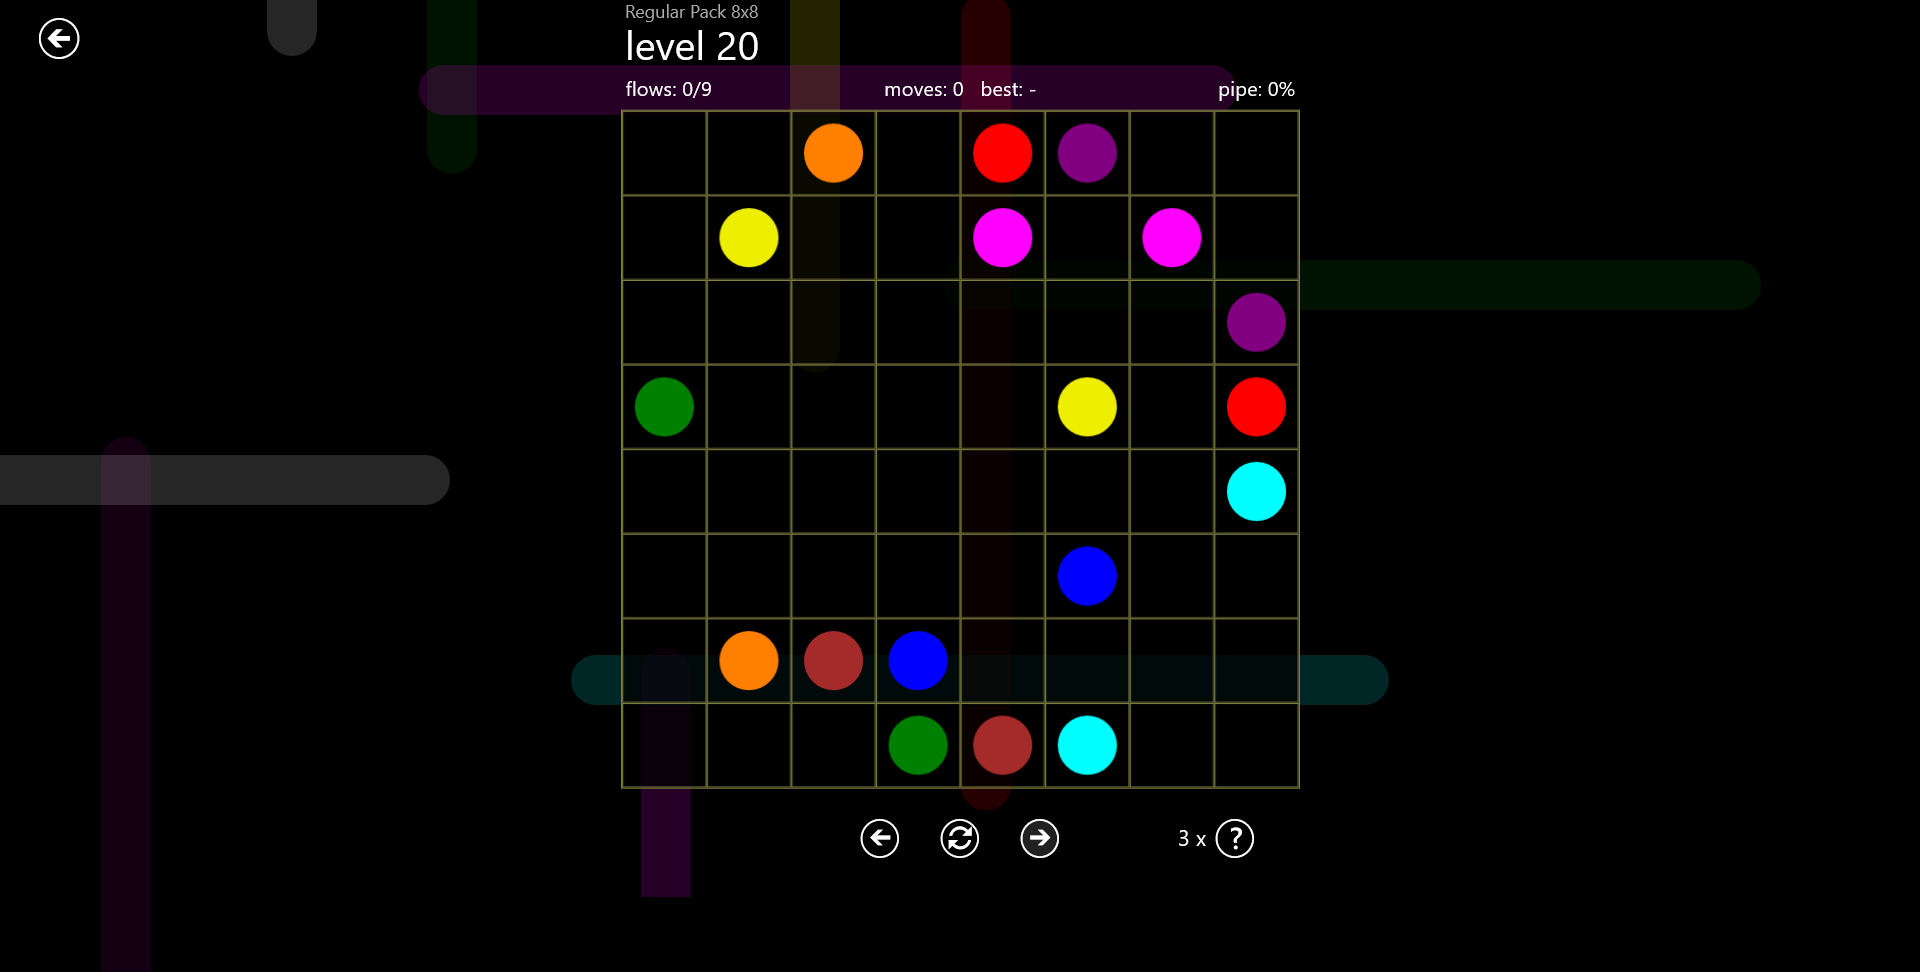 Regular Pack 8x8
level 20
flows: 0/9 moves: 0 best: - pipe: 0%
3 x ?